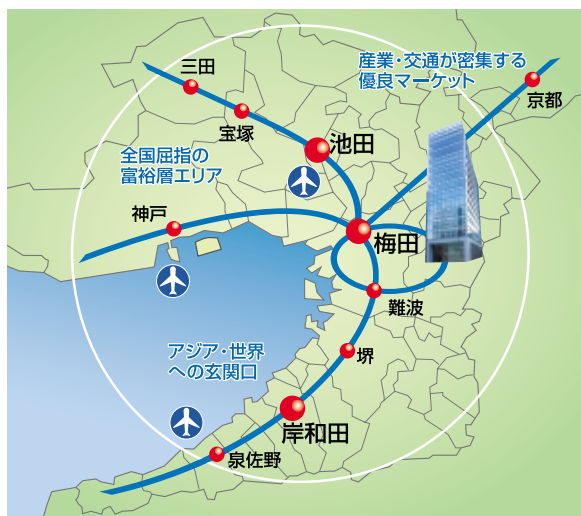 産業・交通が密集する
優良マーケット
三田
京都
宝塚
池田
全国屈指の
富裕層エリア
神戸
梅田
難波
アジア・世界
への玄関口
堺
岸和田
泉佐野